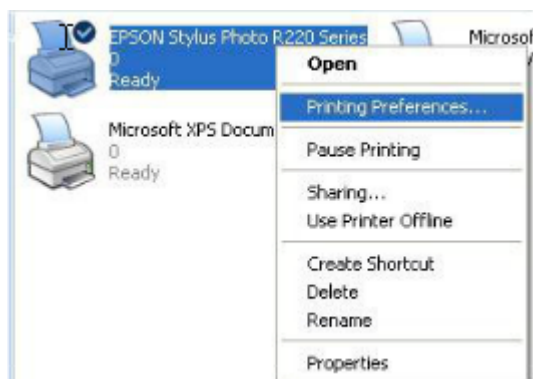 EPSON Stylus Photo R220 Series
0
Ready
Microsof
Microsoft XPS Docum
0
Ready
Open
Printing Preferences...
Pause Printing
Sharing...
Use Printer Offline
Create Shortcut
Delete
Rename
Properties